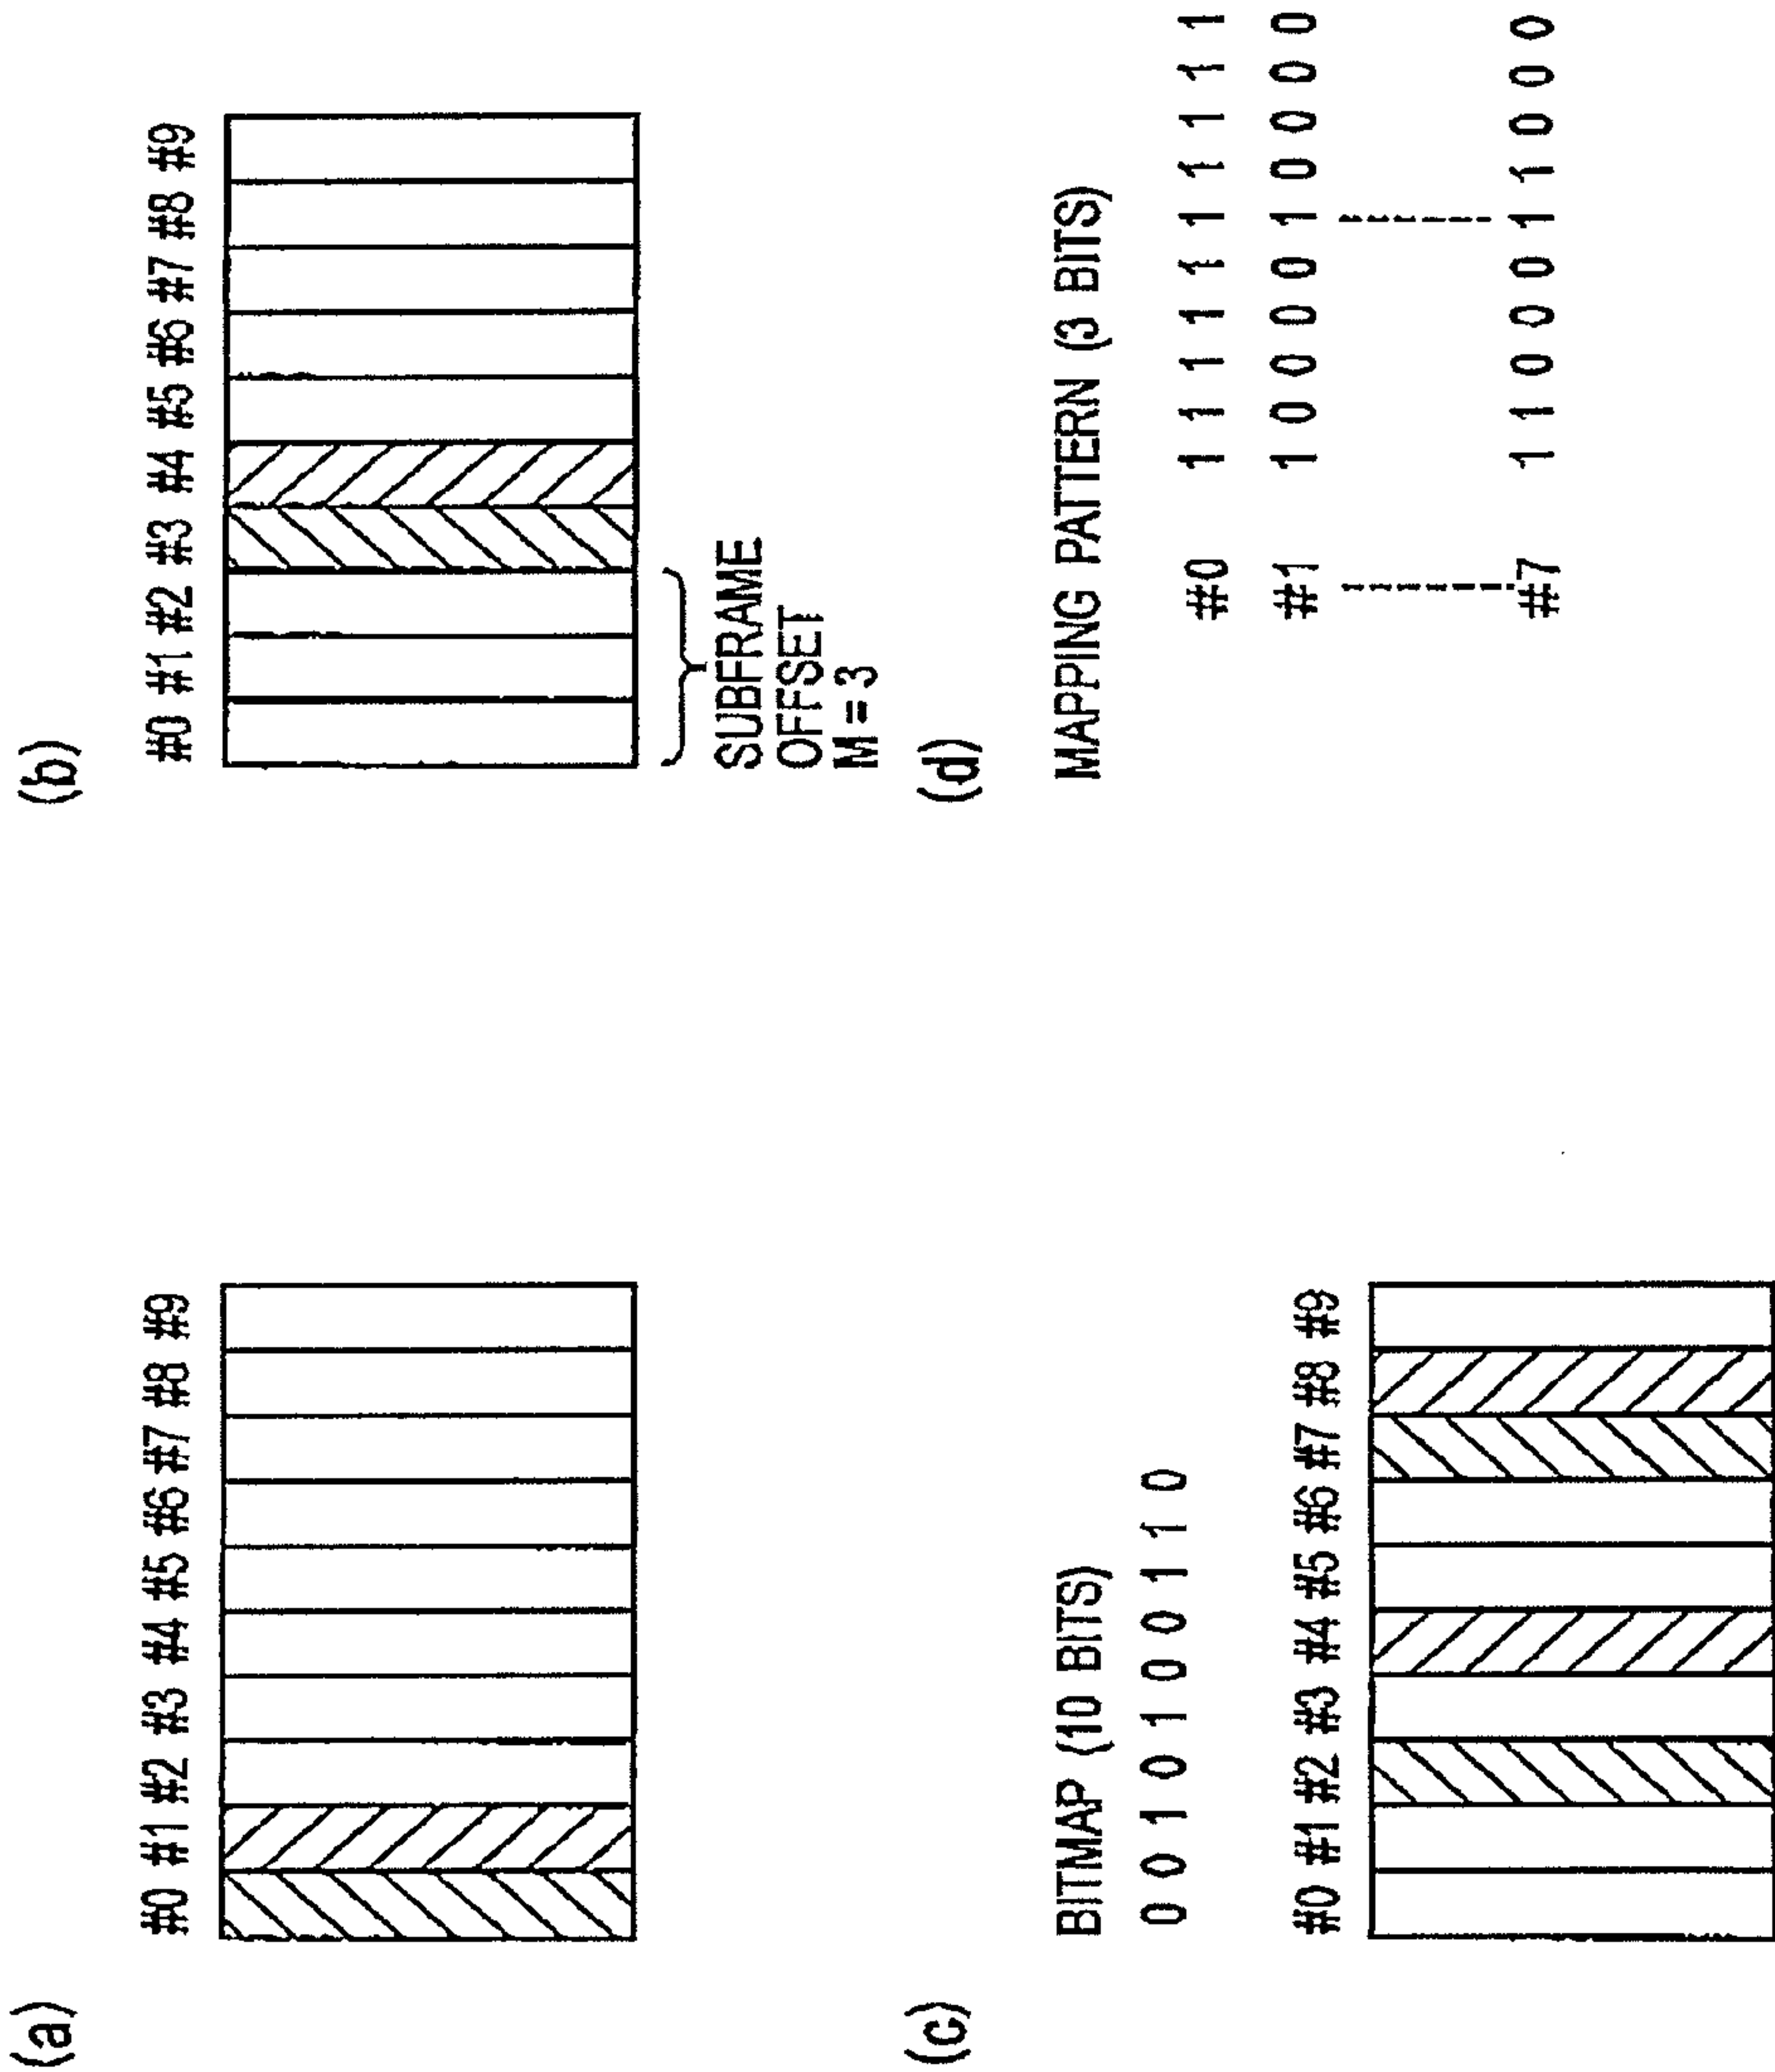 (a)
#0 #1 #2 #3 #4 #5 #6 #7 #8 #9
(b)
#0 #1 #2 #3 #4 #5 #6 #7 #8 #9
SUBFRAME
OFFSET
M = 3
(c)
BITMAP (10 BITS)
0 0 1 0 1 0 0 1 1 0
#0 #1 #2 #3 #4 #5 #6 #7 #8 #9
(d)
MAPPING PATTERN (3 BITS)
#0 1 1 1 1 1 1 1 1 1 1
#1 1 0 0 0 0 1 0 0 0 0
#7 1 1 0 0 0 1 1 0 0 0